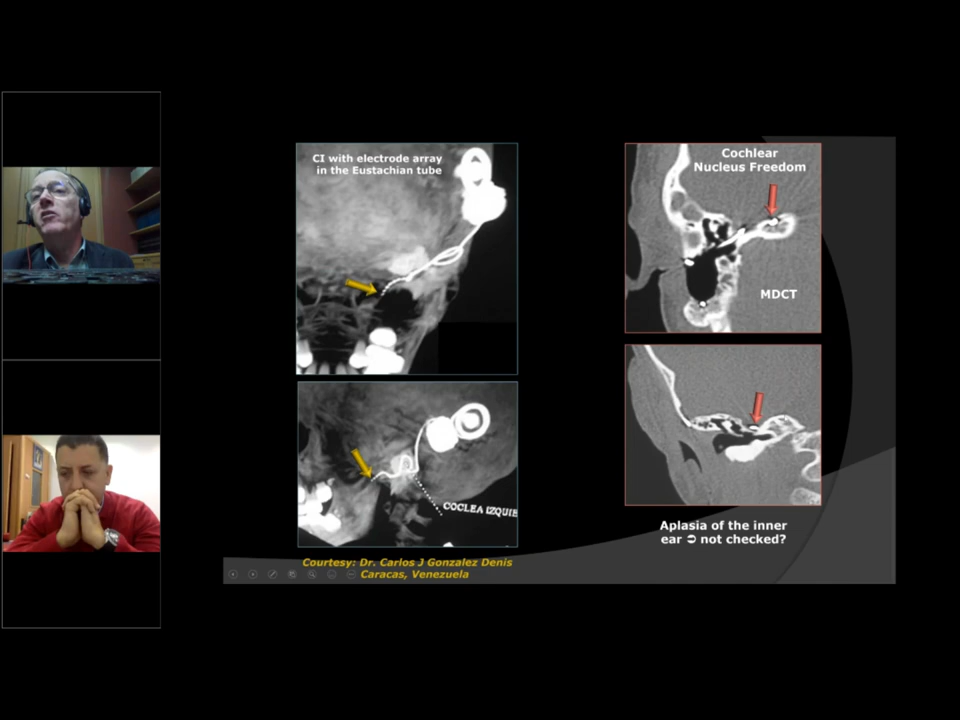 CI with electrode array
in the Eustachian tube
COCLEA IZQUIE
Courtesy: Dr. Carlos J Gonzalez Denis
Caracas, Venezuela
Cochlear
Nucleus Freedom
MDCT
Aplasia of the inner
ear ➲ not checked?